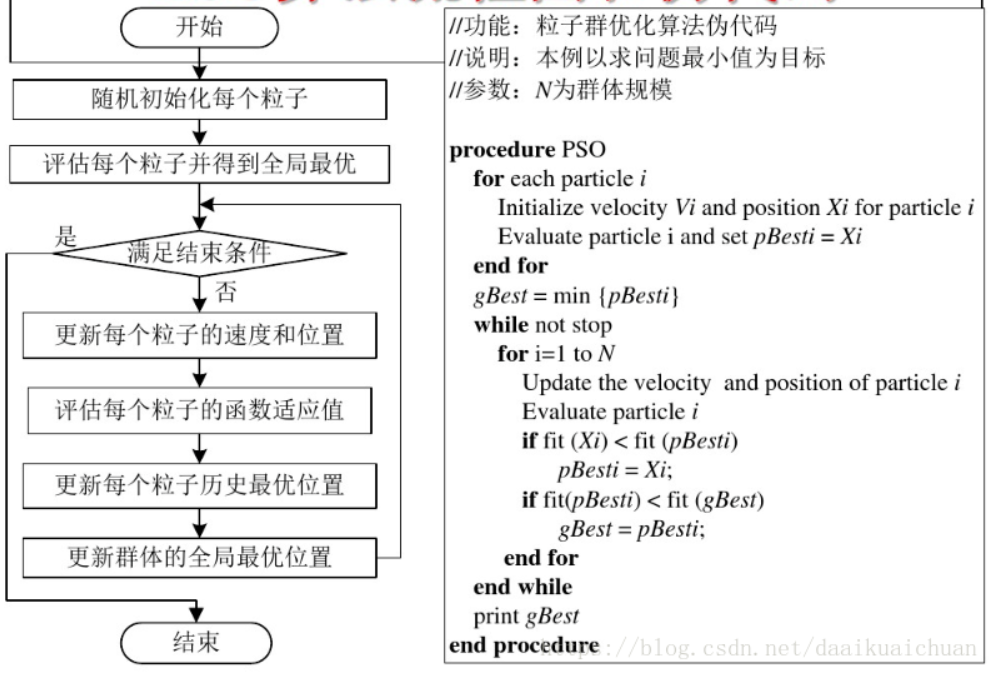 开始
随机初始化每个粒子
评估每个粒子并得到全局最优
满足结束条件
是
否
更新每个粒子的速度和位置
评估每个粒子的函数适应值
更新每个粒子历史最优位置
更新群体的全局最优位置
结束
//功能：粒子群优化算法伪代码
//说明：本例以求问题最小值为目标
//参数：N为群体规模
procedure PSO
for each particle i
Initialize velocity Vi and position Xi for particle i
Evaluate particle i and set pBesti = Xi
end for
gBest = min {pBesti}
while not stop
for i=1 to N
Update the velocity and position of particle i
Evaluate particle i
if fit (Xi) < fit (pBesti)
pBesti = Xi;
if fit(pBesti) < fit (gBest)
gBest = pBesti;
end for
end while
print gBest
end procedure
https://blog.csdn.net/daaikuaichuan